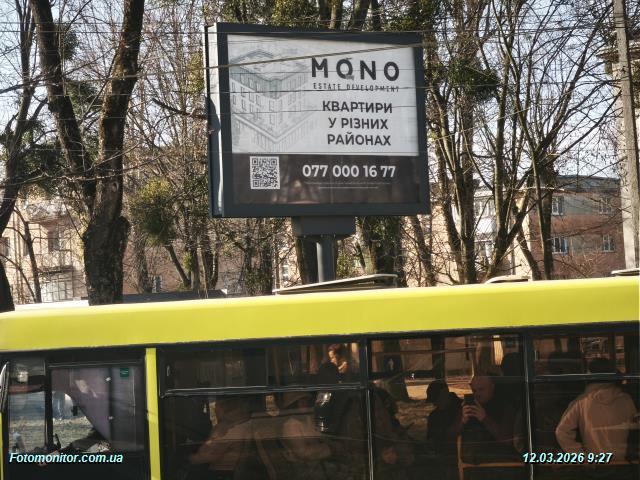 MONO
ESTATE DEVELOPMENT
КВАРТИРИ
У РІЗНИХ
РАЙОНАХ
077 000 16 77
Fotomonitor.com.ua
12.03.2026 9:27